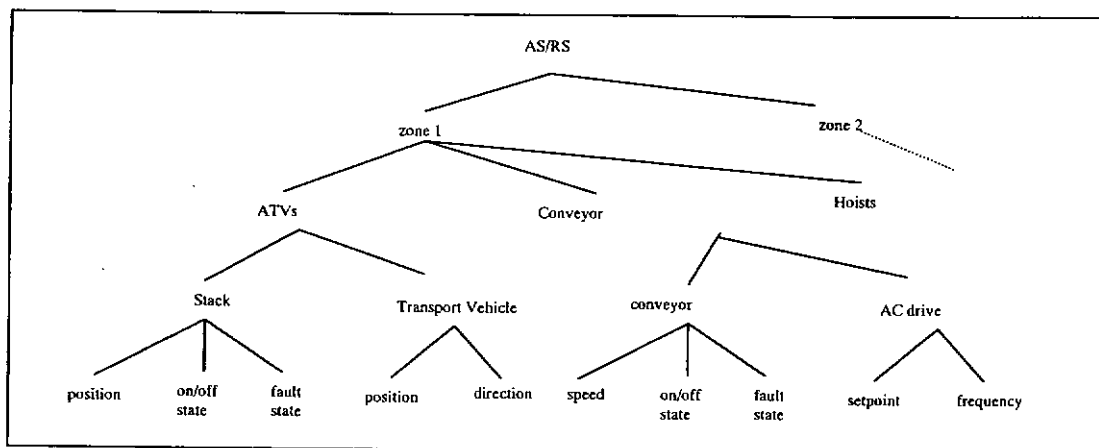 AS/RS
zone 1
zone 2
ATVs
Conveyor
Hoists
Stack
Transport Vehicle
conveyor
AC drive
position
on/off
state
fault
state
position
direction
speed
on/off
state
fault
state
setpoint
frequency